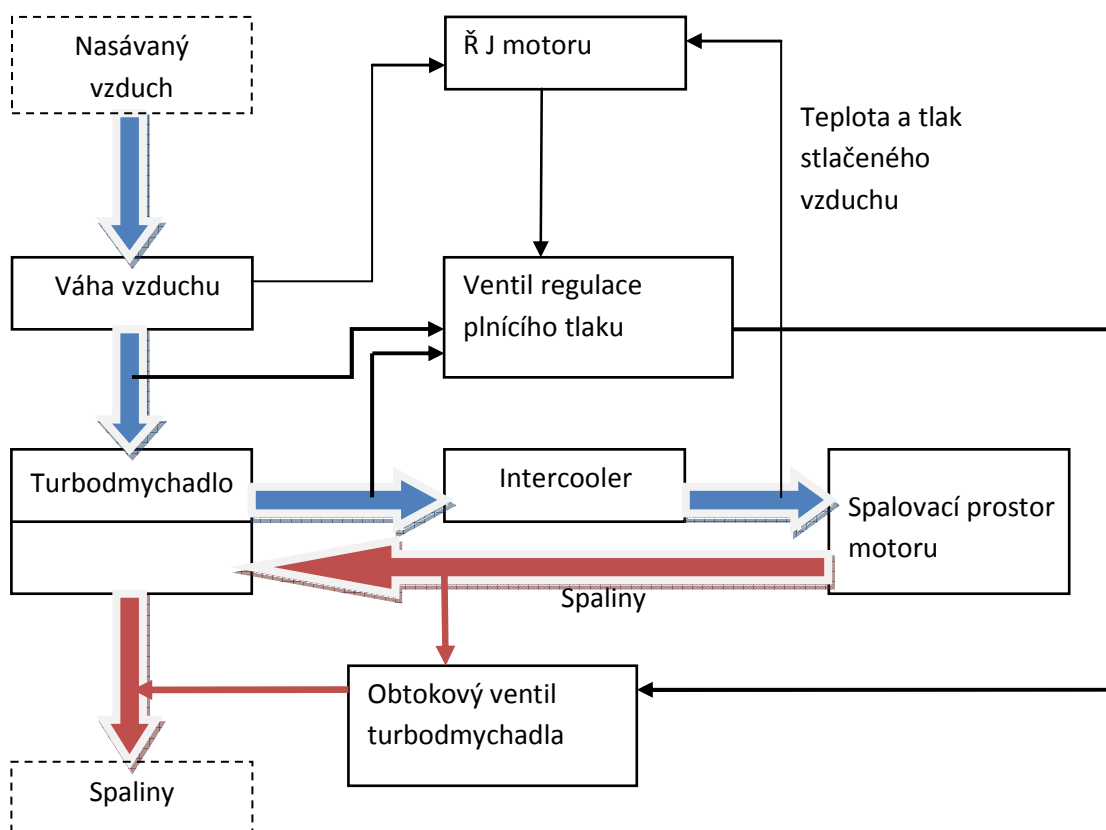 Nasávaný
vzduch
Ř J motoru
Teplota a tlak
stlačeného
vzduchu
Váha vzduchu
Ventil regulace
plnícího tlaku
Turbodmychadlo
Intercooler
Spalovací prostor
motoru
Spaliny
Obtokový ventil
turbodmychadla
Spaliny